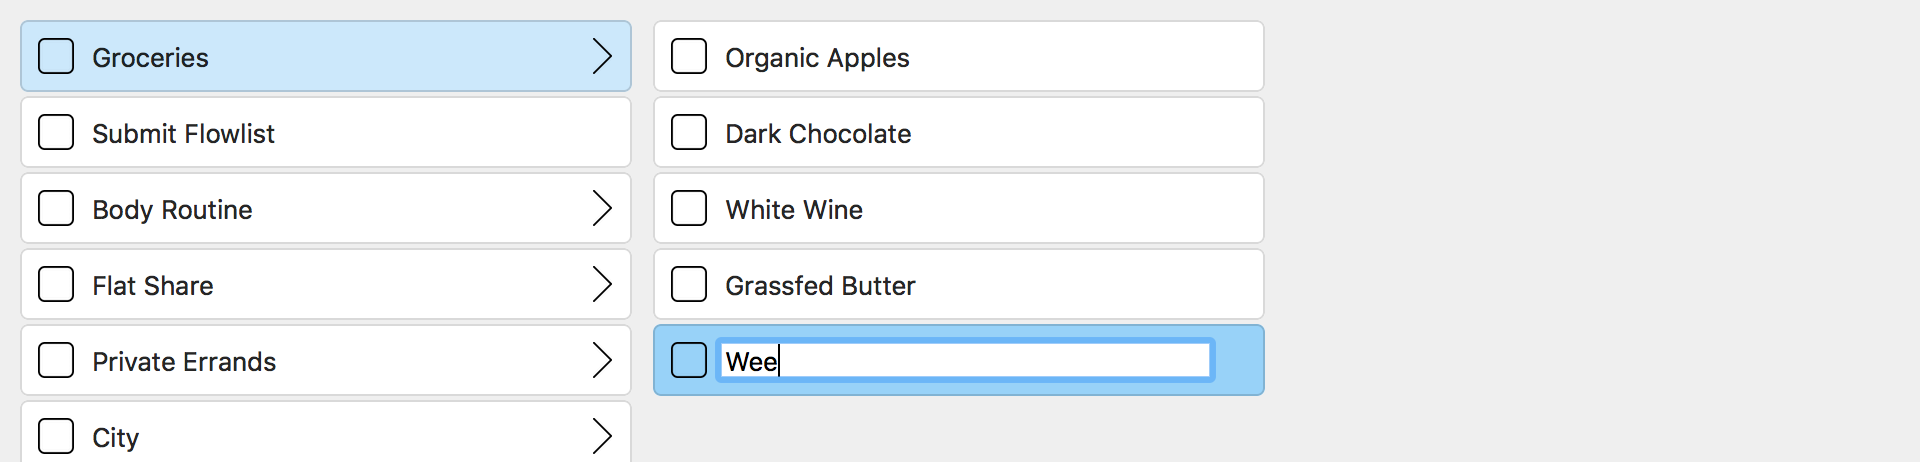 Groceries
Submit Flowlist
Body Routine
Flat Share
Private Errands
City
Organic Apples
Dark Chocolate
White Wine
Grassfed Butter
Wee